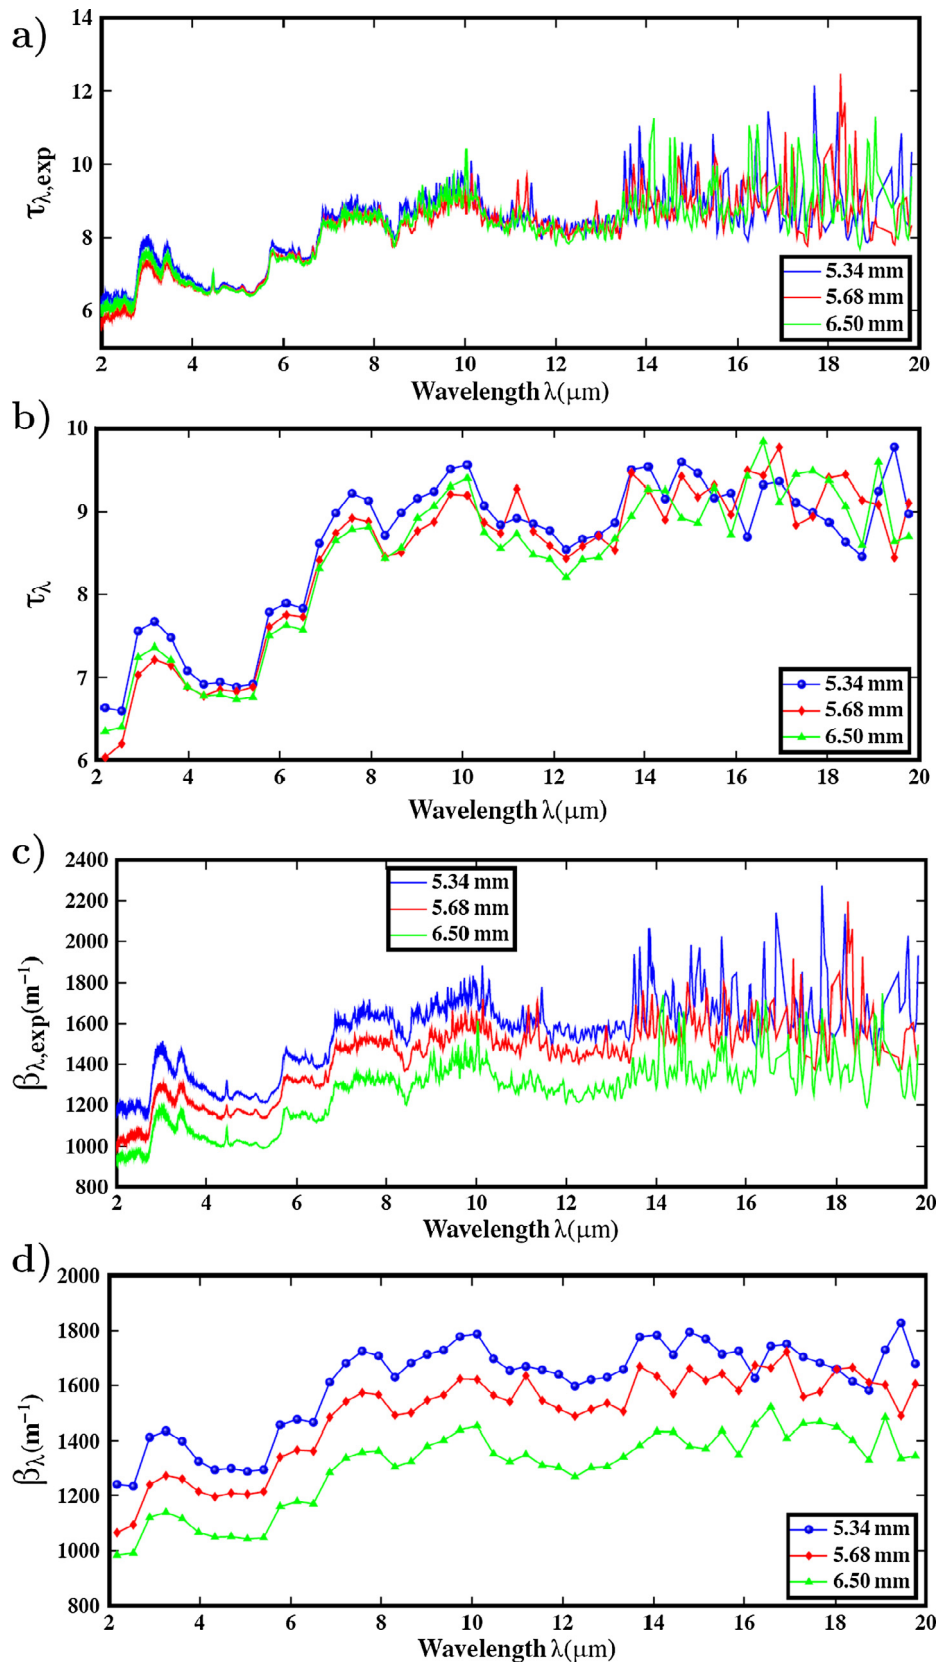 a)
14
12
10
8
6
τλ,exp
5.34 mm
5.68 mm
6.50 mm
2 4 6 8 10 12 14 16 18 20
Wavelength λ(μm)
b)
10
9
8
7
6
τλ
5.34 mm
5.68 mm
6.50 mm
2 4 6 8 10 12 14 16 18 20
Wavelength λ(μm)
c)
2400
2200
2000
1800
1600
1400
1200
1000
800
βλ,exp(m⁻¹)
5.34 mm
5.68 mm
6.50 mm
2 4 6 8 10 12 14 16 18 20
Wavelength λ(μm)
d)
2000
1800
1600
1400
1200
1000
800
βλ(m⁻¹)
5.34 mm
5.68 mm
6.50 mm
2 4 6 8 10 12 14 16 18 20
Wavelength λ(μm)